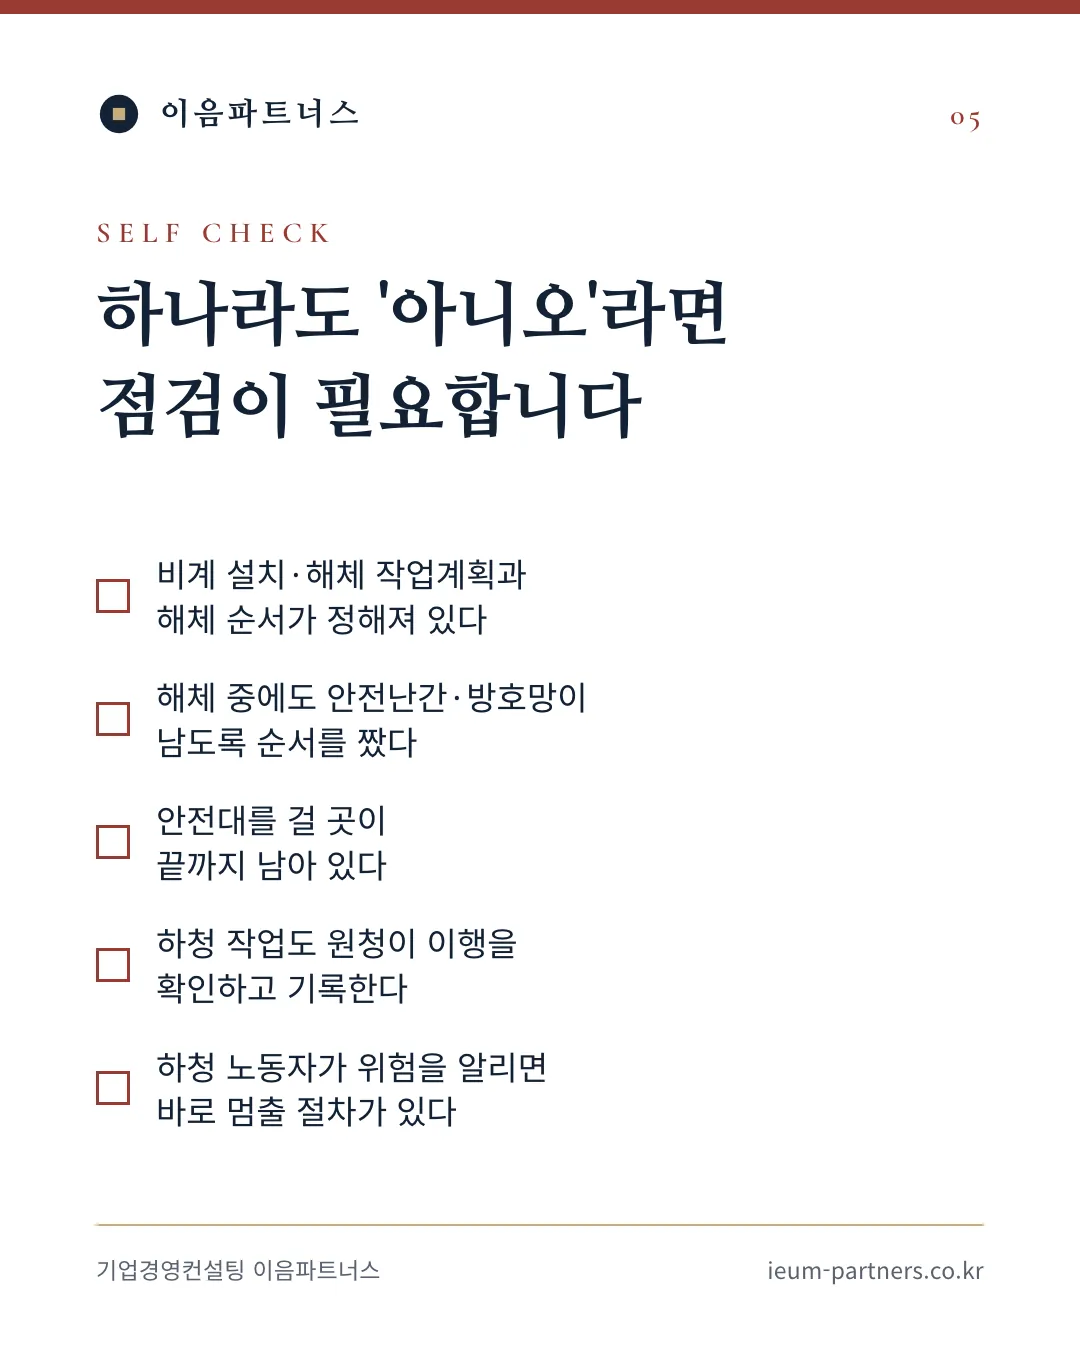 이음파트너스
05
SELF CHECK
하나라도 '아니오'라면
점검이 필요합니다
비계 설치·해체 작업계획과
해체 순서가 정해져 있다
해체 중에도 안전난간·방호망이
남도록 순서를 짰다
안전대를 걸 곳이
끝까지 남아 있다
하청 작업도 원청이 이행을
확인하고 기록한다
하청 노동자가 위험을 알리면
바로 멈출 절차가 있다
기업경영컨설팅 이음파트너스
ieum-partners.co.kr